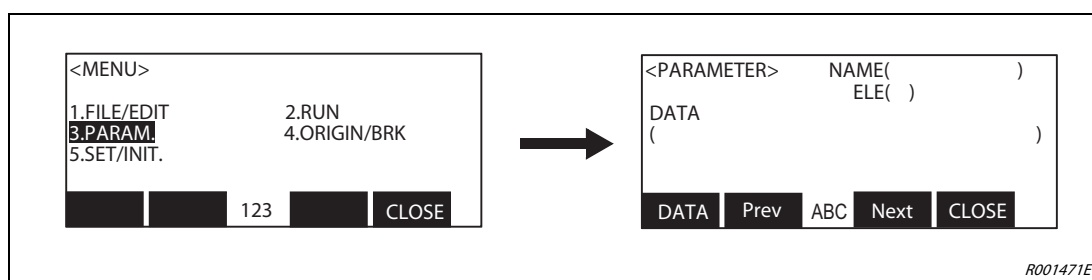 <MENU>
1.FILE/EDIT 2.RUN
3.PARAM. 4.ORIGIN/BRK
5.SET/INIT.
123 CLOSE
<PARAMETER> NAME( )
ELE( )
DATA
( )
DATA Prev ABC Next CLOSE
R001471E